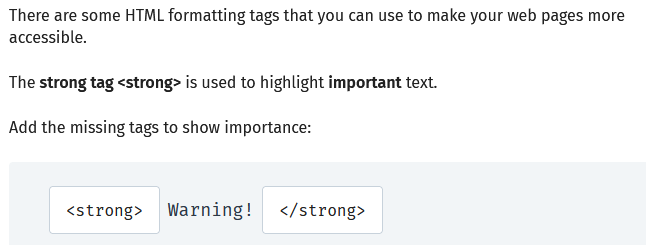 There are some HTML formatting tags that you can use to make your web pages more
accessible.
The strong tag <strong> is used to highlight important text.
Add the missing tags to show importance:
<strong> Warning! </strong>